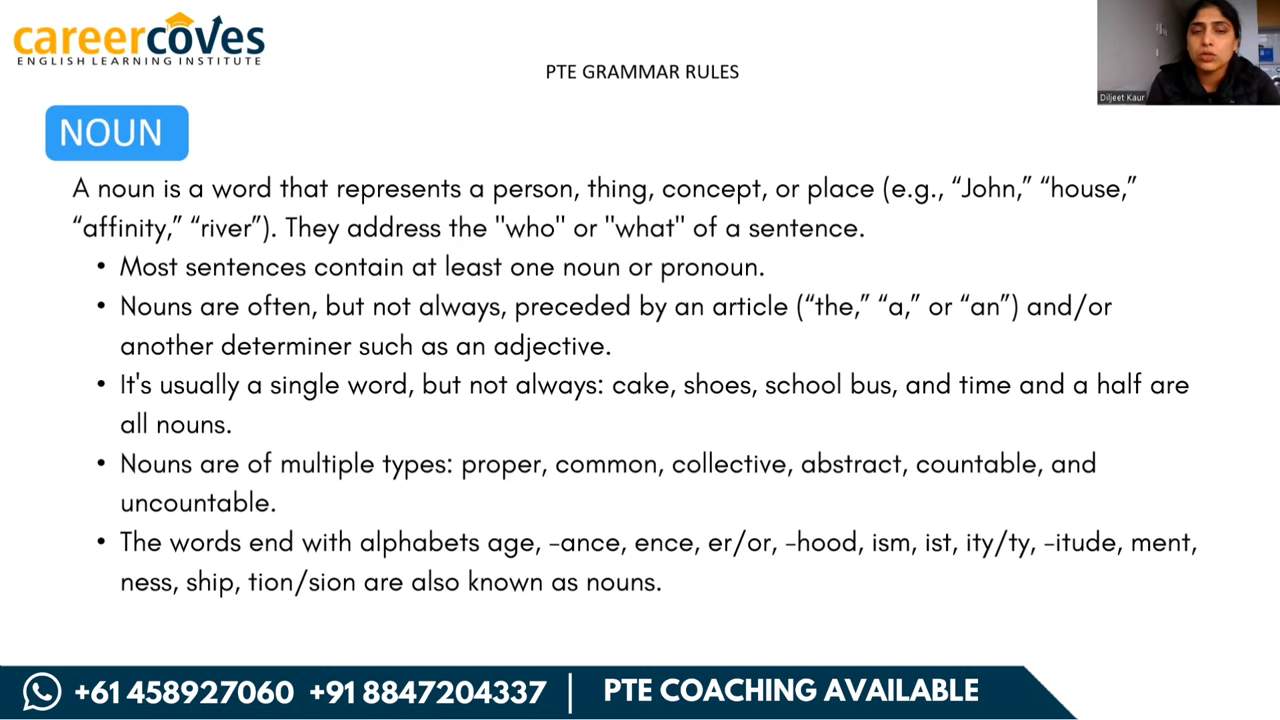 careercoves
ENGLISH LEARNING INSTITUTE
PTE GRAMMAR RULES
Diljeet Kaur
NOUN
A noun is a word that represents a person, thing, concept, or place (e.g., “John,” “house,”
“affinity,” “river”). They address the "who" or "what" of a sentence.
• Most sentences contain at least one noun or pronoun.
• Nouns are often, but not always, preceded by an article (“the,” “a,” or “an”) and/or
another determiner such as an adjective.
• It's usually a single word, but not always: cake, shoes, school bus, and time and a half are
all nouns.
• Nouns are of multiple types: proper, common, collective, abstract, countable, and
uncountable.
• The words end with alphabets age, -ance, ence, er/or, -hood, ism, ist, ity/ty, -itude, ment,
ness, ship, tion/sion are also known as nouns.
+61 458927060 +91 8847204337 | PTE COACHING AVAILABLE